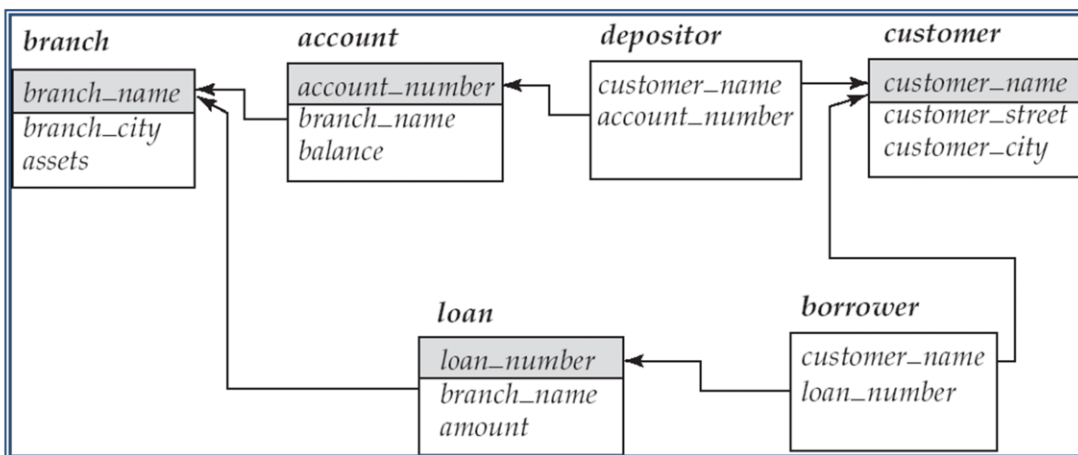 branch
branch_name
branch_city
assets
account
account_number
branch_name
balance
depositor
customer_name
account_number
customer
customer_name
customer_street
customer_city
loan
loan_number
branch_name
amount
borrower
customer_name
loan_number